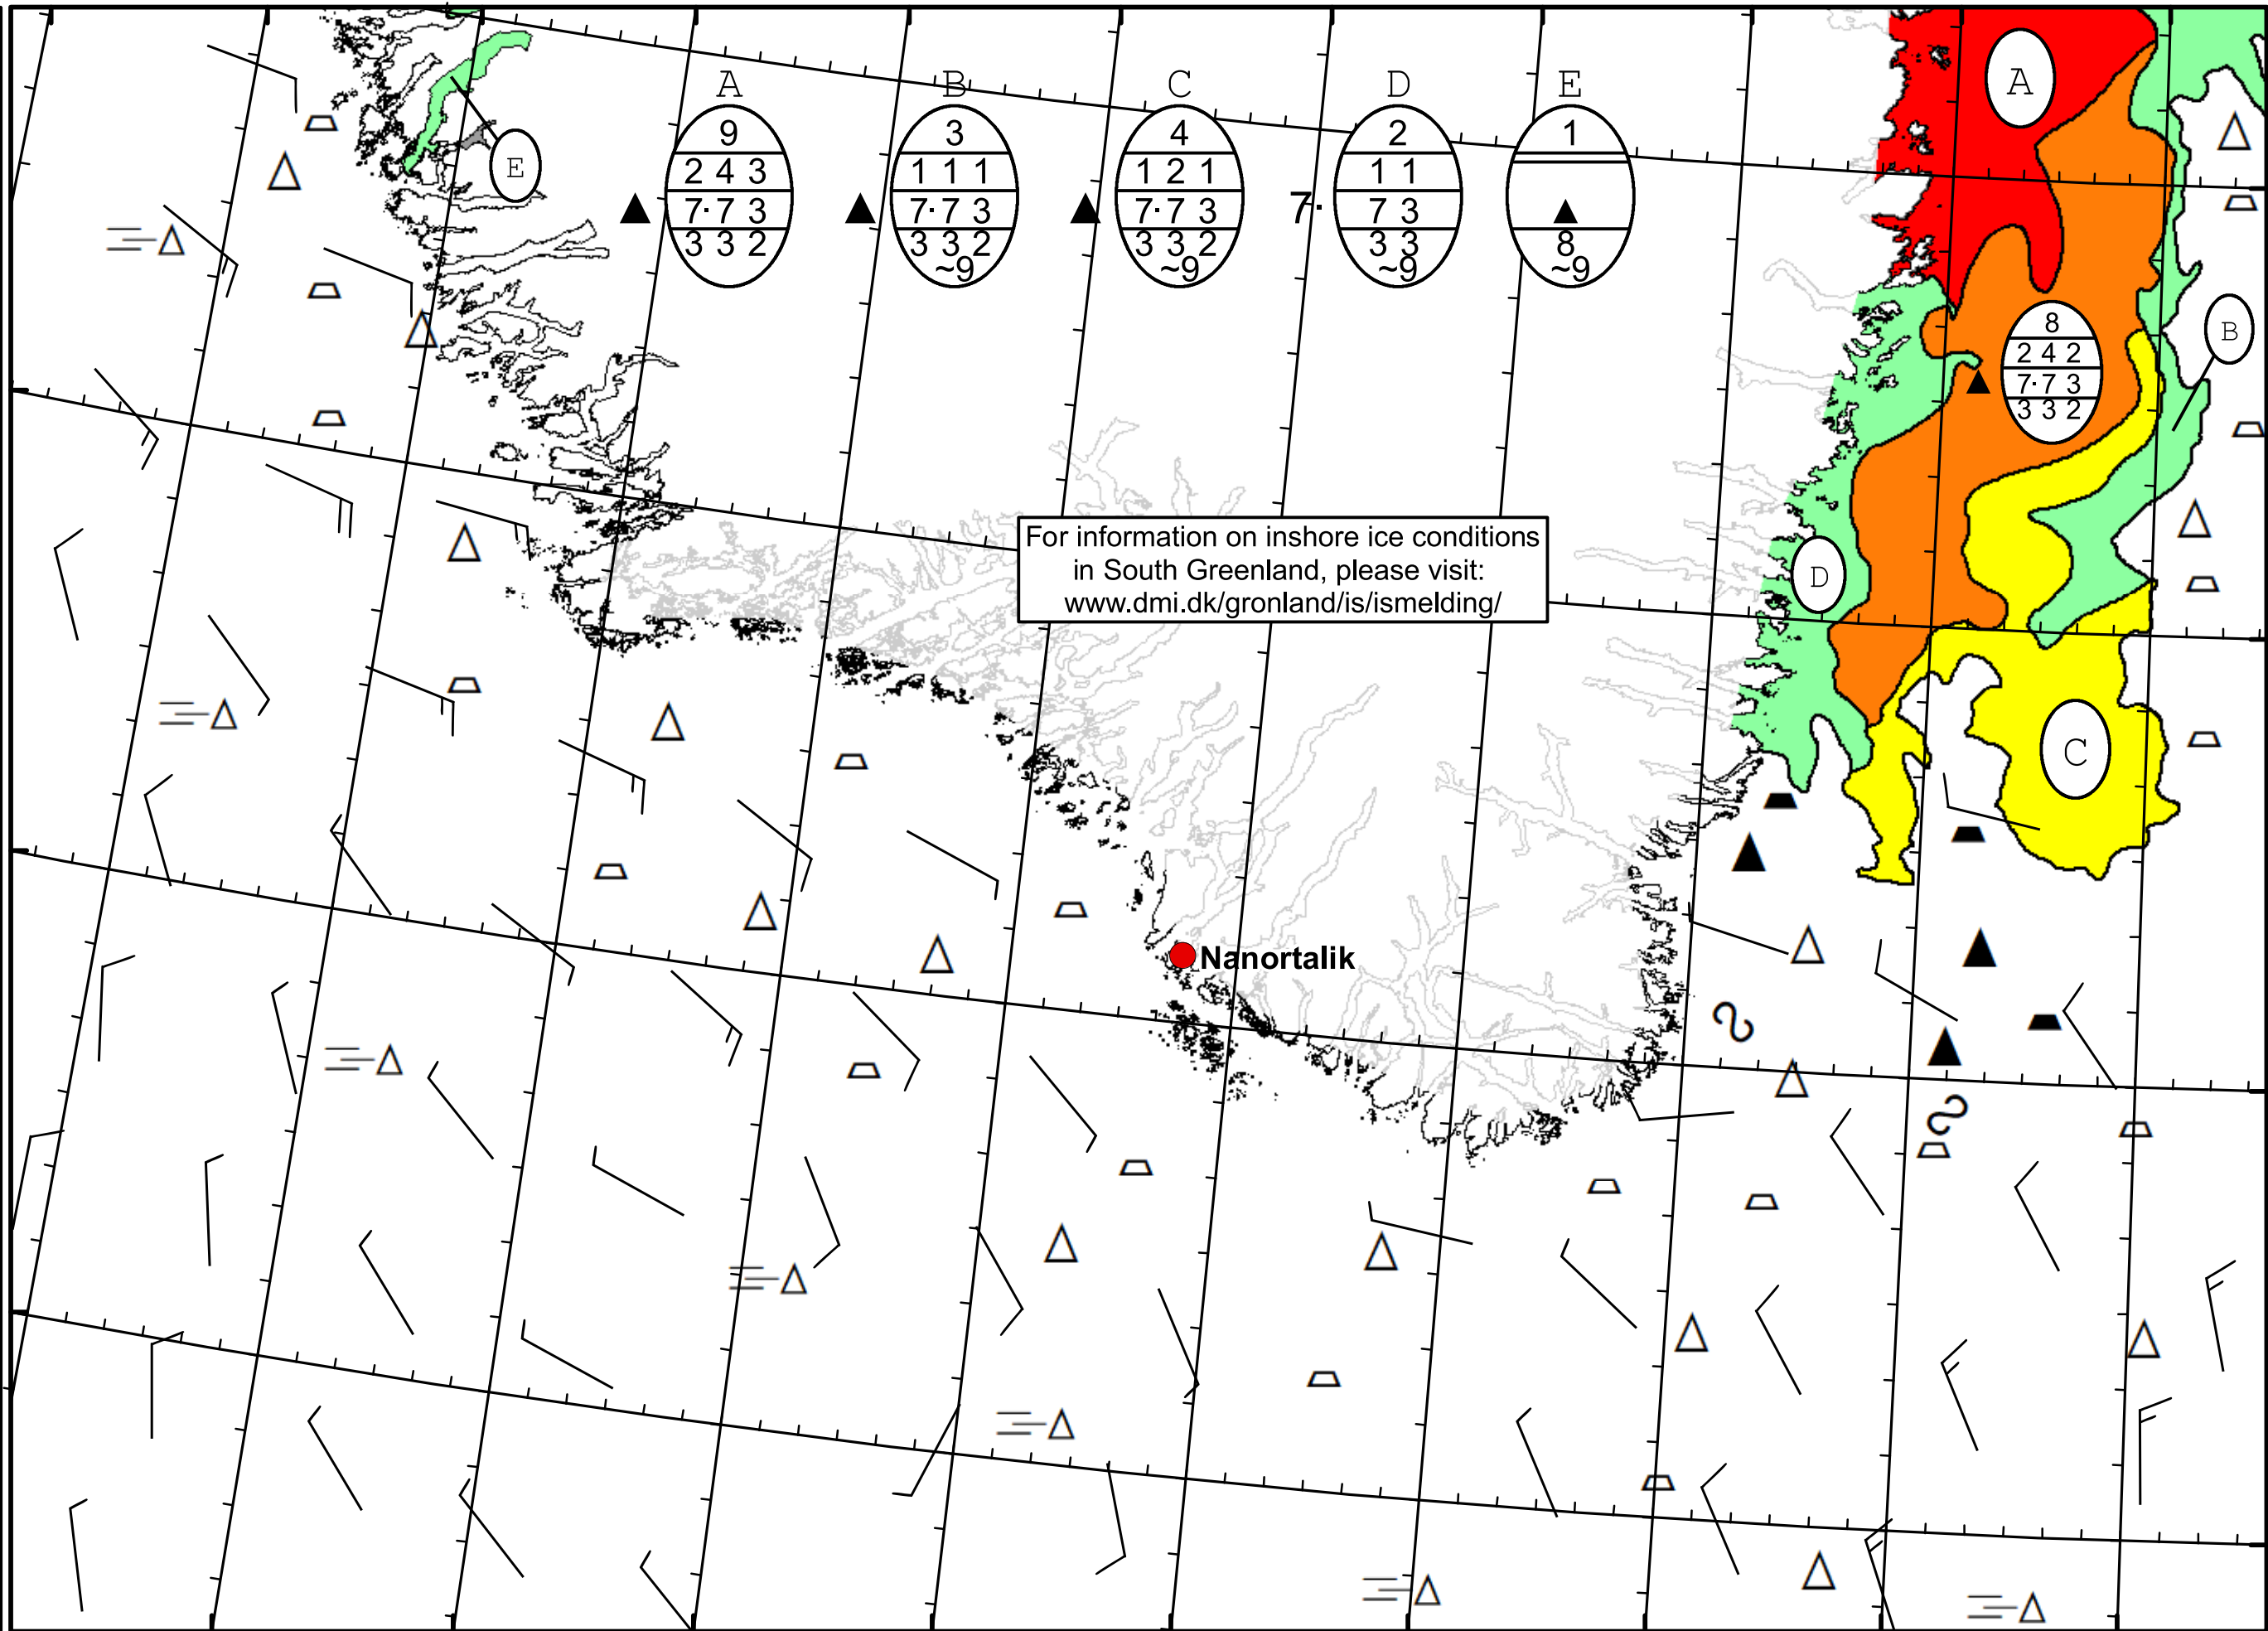 A B C D E
9 3 4 2 1
2 4 3 1 1 1 1 2 1 1 1
7· 7 3 7· 7 3 7· 7 3 7· 7 3
3 3 2 3 3 2 3 3 2 3 3 8
~9 ~9 ~9 ~9
A
E
B
8
2 4 2
7· 7 3
3 3 2
For information on inshore ice conditions
in South Greenland, please visit:
www.dmi.dk/gronland/is/ismelding/
D
C
Nanortalik